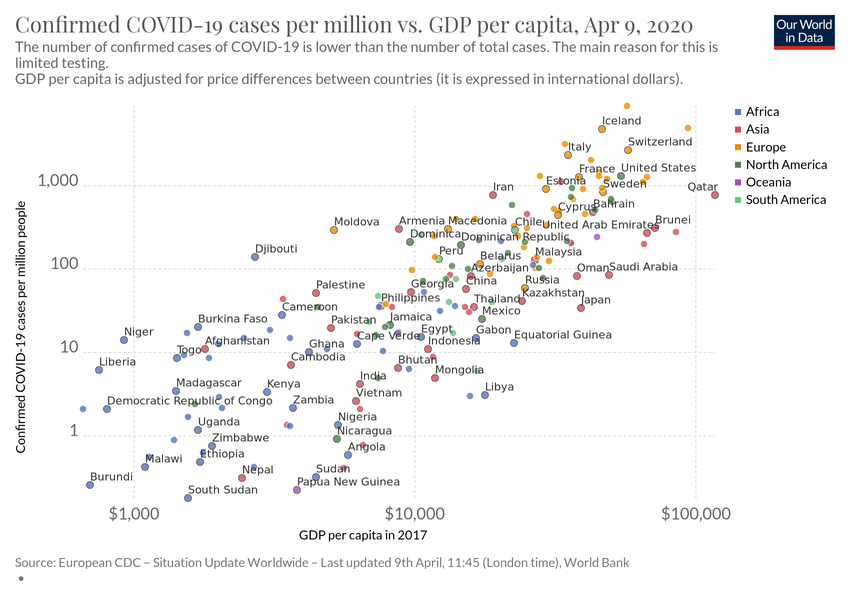 Confirmed COVID-19 cases per million vs. GDP per capita, Apr 9, 2020
Our World
in Data
The number of confirmed cases of COVID-19 is lower than the number of total cases. The main reason for this is
limited testing.
GDP per capita is adjusted for price differences between countries (it is expressed in international dollars).
Africa
Asia
Europe
North America
Oceania
South America
Confirmed COVID-19 cases per million people
1,000
100
10
1
Iceland
Switzerland
Italy
France
United States
Estonia
Sweden
Iran
Qatar
Cyprus
Bahrain
Moldova
Armenia
Macedonia
Chile
United Arab Emirates
Brunei
Dominica
Dominican Republic
Djibouti
Peru
Belarus
Malaysia
Azerbaijan
Oman
Saudi Arabia
Palestine
Georgia
China
Russia
Kazakhstan
Philippines
Thailand
Japan
Cameroon
Jamaica
Mexico
Burkina Faso
Pakistan
Niger
Cape Verde
Egypt
Gabon
Equatorial Guinea
Afghanistan
Ghana
Indonesia
Togo
Cambodia
Bhutan
Liberia
Mongolia
India
Madagascar
Kenya
Vietnam
Libya
Democratic Republic of Congo
Zambia
Uganda
Nigeria
Nicaragua
Zimbabwe
Angola
Malawi
Ethiopia
Burundi
Nepal
Sudan
South Sudan
Papua New Guinea
$1,000
$10,000
$100,000
GDP per capita in 2017
Source: European CDC – Situation Update Worldwide – Last updated 9th April, 11:45 (London time), World Bank